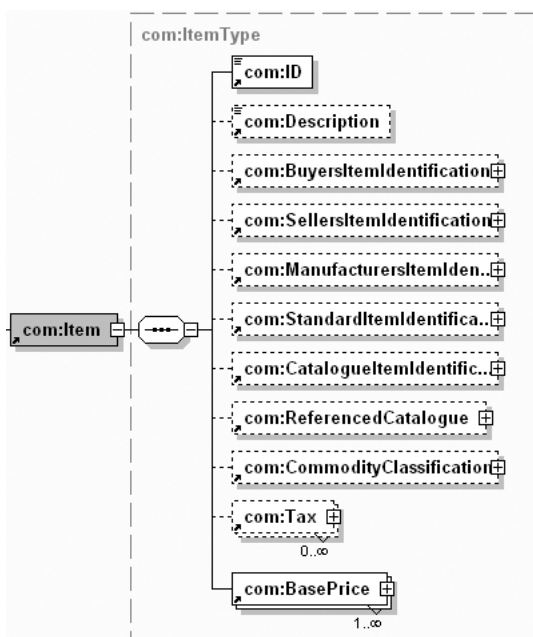 com:ItemType
com:ID
com:Description
com:BuyersItemIdentification
com:SellersItemIdentification
com:ManufacturersItemIden..
com:StandardItemIdentifica..
com:Item
com:CatalogueItemIdentific..
com:ReferencedCatalogue
com:CommodityClassification
com:Tax
0..∞
com:BasePrice
1..∞